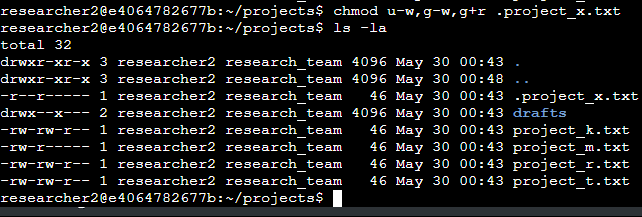 researcher2@e4064782677b:~/projects$ chmod u-w,g-w,g+r .project_x.txt
researcher2@e4064782677b:~/projects$ ls -la
total 32
drwxr-xr-x 3 researcher2 research_team 4096 May 30 00:43 .
drwxr-xr-x 3 researcher2 research_team 4096 May 30 00:48 ..
-r--r----- 1 researcher2 research_team   46 May 30 00:43 .project_x.txt
drwx--x--- 2 researcher2 research_team 4096 May 30 00:43 drafts
-rw-rw-r-- 1 researcher2 research_team   46 May 30 00:43 project_k.txt
-rw-r----- 1 researcher2 research_team   46 May 30 00:43 project_m.txt
-rw-rw-r-- 1 researcher2 research_team   46 May 30 00:43 project_r.txt
-rw-rw-r-- 1 researcher2 research_team   46 May 30 00:43 project_t.txt
researcher2@e4064782677b:~/projects$